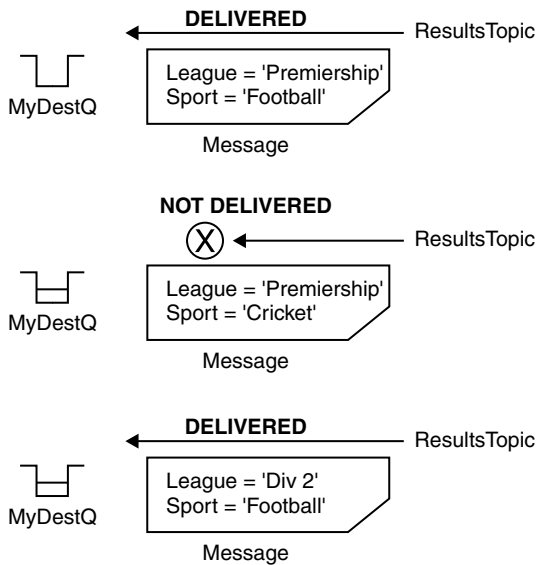 DELIVERED
ResultsTopic
League = 'Premiership'
Sport = 'Football'
MyDestQ
Message
NOT DELIVERED
X
ResultsTopic
League = 'Premiership'
Sport = 'Cricket'
MyDestQ
Message
DELIVERED
ResultsTopic
League = 'Div 2'
Sport = 'Football'
MyDestQ
Message